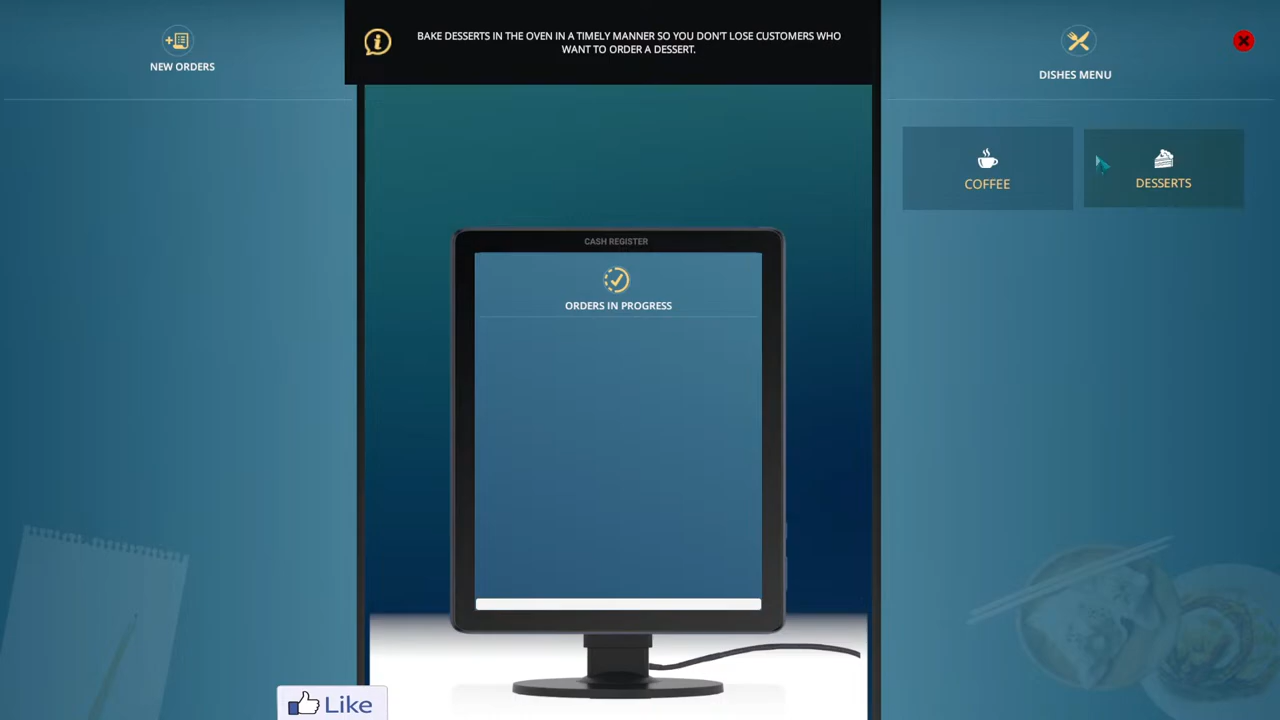 NEW ORDERS
BAKE DESSERTS IN THE OVEN IN A TIMELY MANNER SO YOU DON'T LOSE CUSTOMERS WHO
WANT TO ORDER A DESSERT.
DISHES MENU
COFFEE
DESSERTS
CASH REGISTER
ORDERS IN PROGRESS
Like